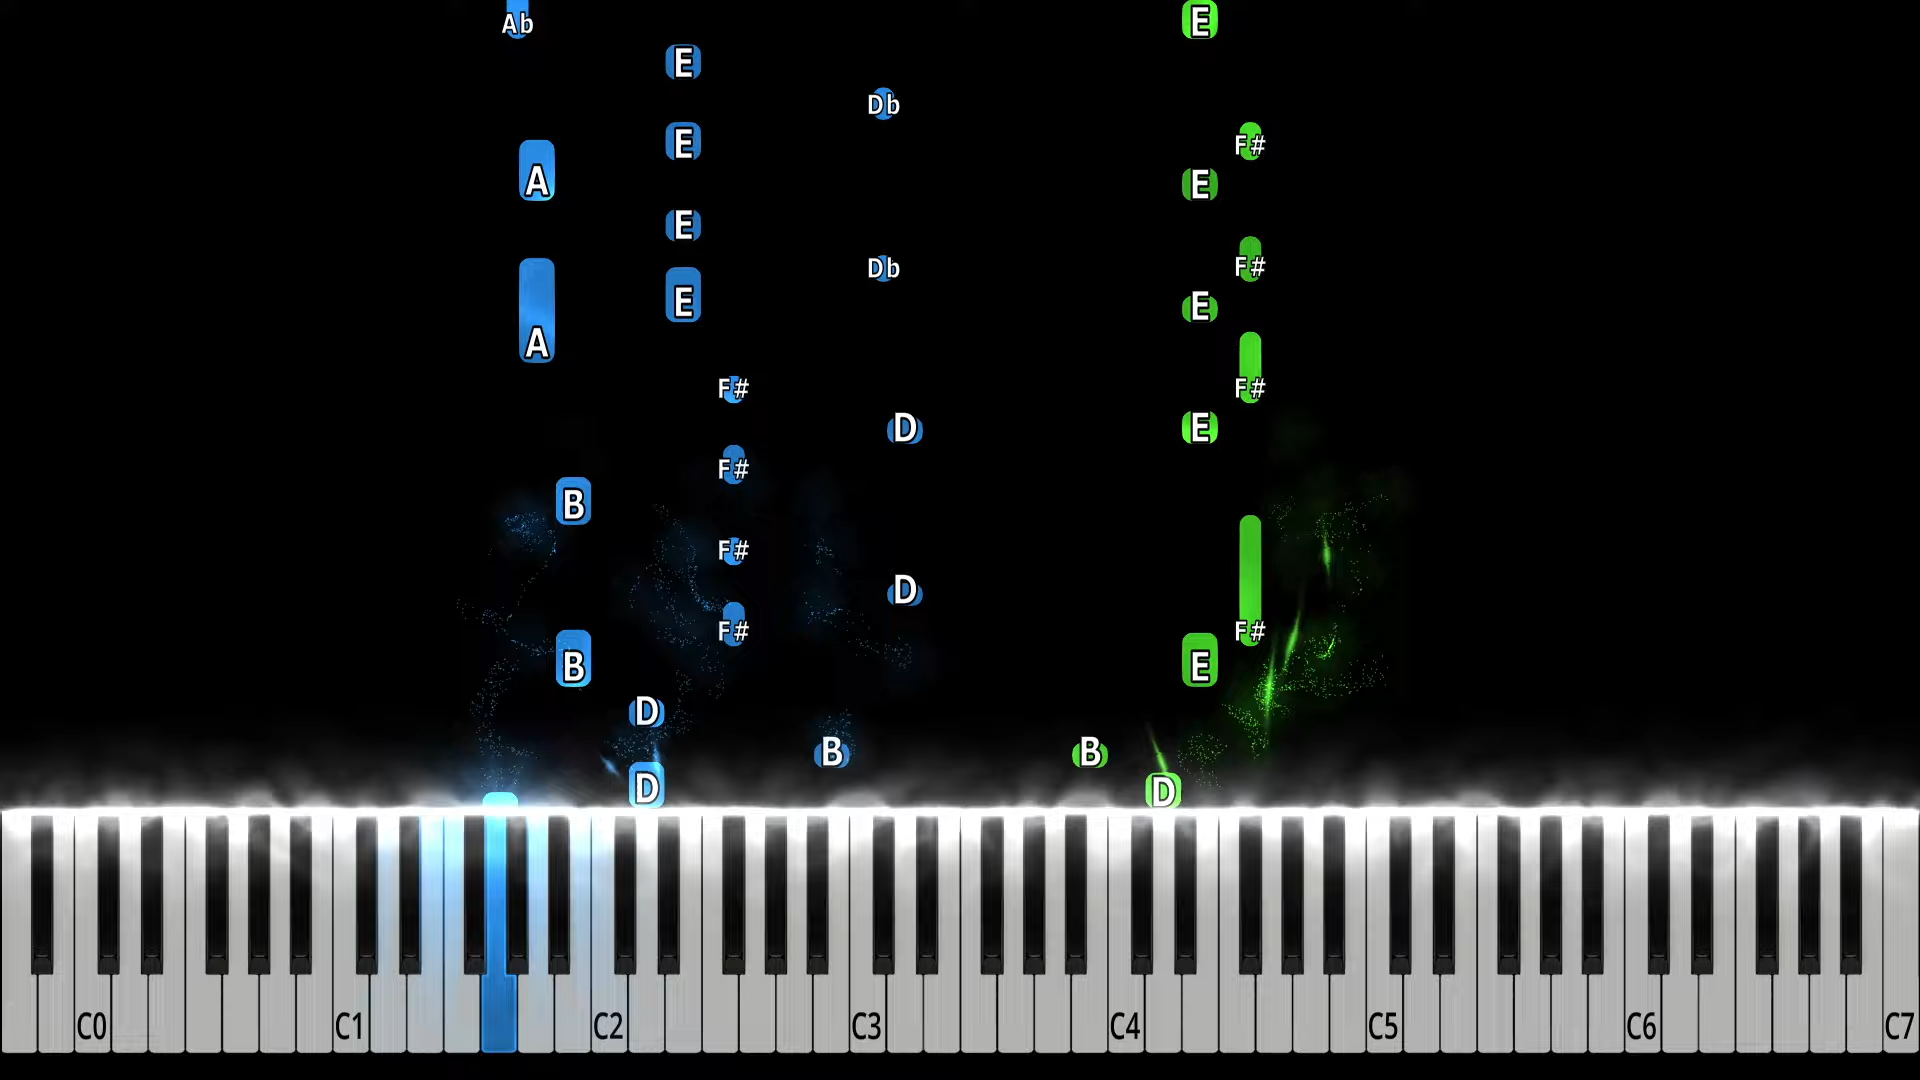 Ab E
E
Db
E F#
A E
E
Db F#
E E
A
F# F#
D E
F#
B
F#
D
F# F#
B E
D
B B
D D
C0 C1 C2 C3 C4 C5 C6 C7